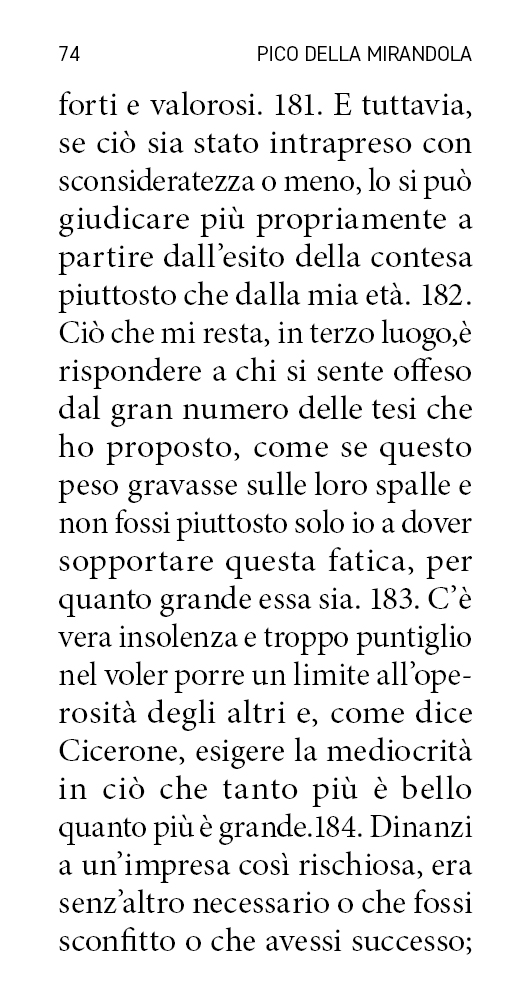 74 PICO DELLA MIRANDOLA
forti e valorosi. 181. E tuttavia,
se ciò sia stato intrapreso con
sconsideratezza o meno, lo si può
giudicare più propriamente a
partire dall’esito della contesa
piuttosto che dalla mia età. 182.
Ciò che mi resta, in terzo luogo,è
rispondere a chi si sente offeso
dal gran numero delle tesi che
ho proposto, come se questo
peso gravasse sulle loro spalle e
non fossi piuttosto solo io a dover
sopportare questa fatica, per
quanto grande essa sia. 183. C’è
vera insolenza e troppo puntiglio
nel voler porre un limite all’ope-
rosità degli altri e, come dice
Cicerone, esigere la mediocrità
in ciò che tanto più è bello
quanto più è grande.184. Dinanzi
a un’impresa così rischiosa, era
senz’altro necessario o che fossi
sconfitto o che avessi successo;